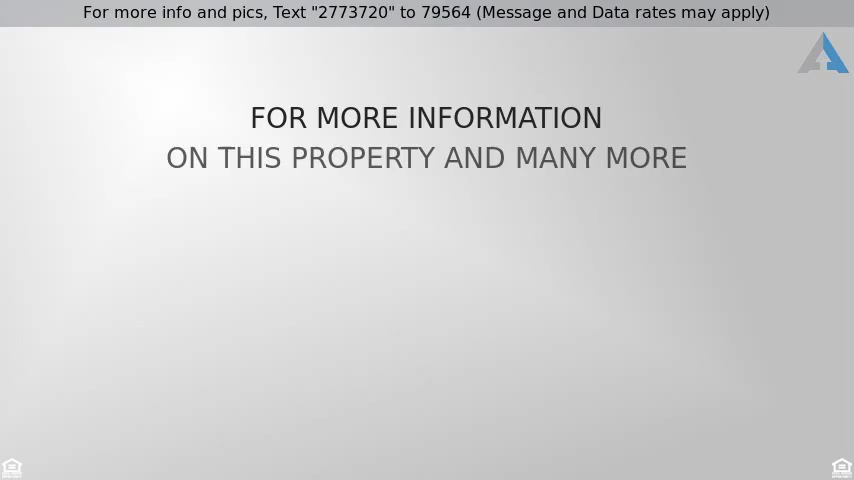 For more info and pics, Text "2773720" to 79564 (Message and Data rates may apply)
FOR MORE INFORMATION
ON THIS PROPERTY AND MANY MORE